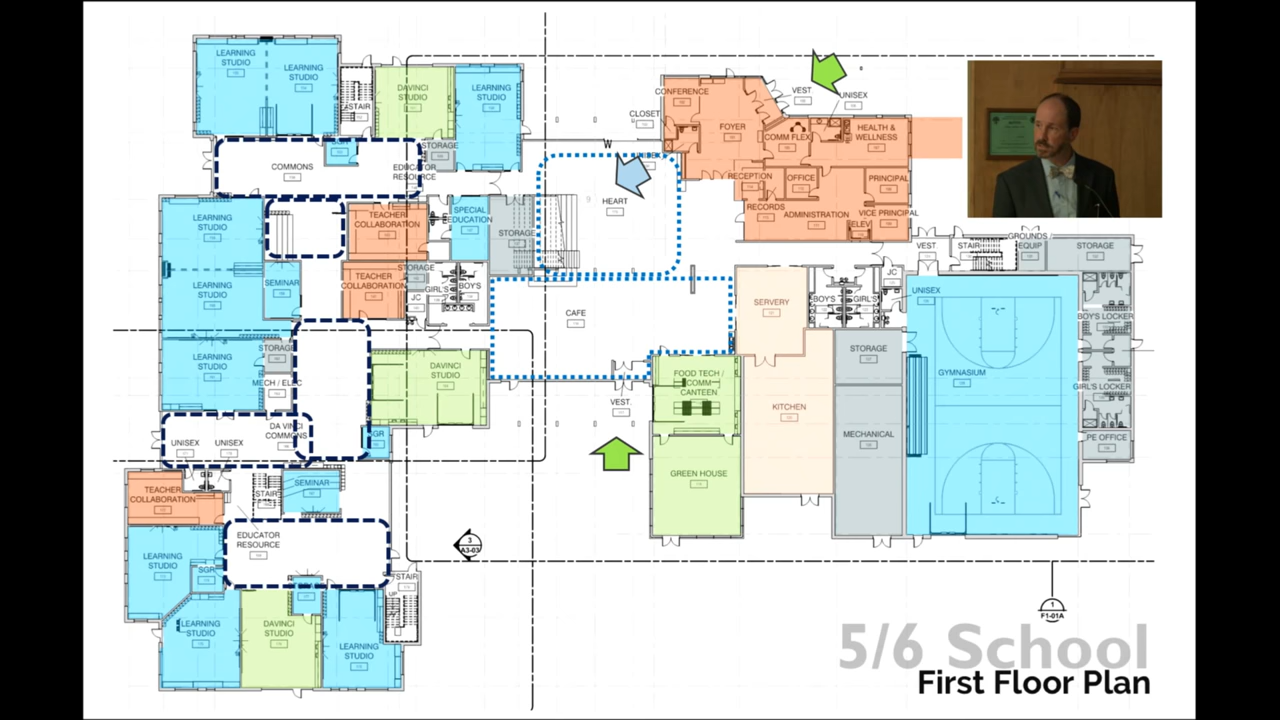 LEARNING
STUDIO
LEARNING
STUDIO
STAIR
DAVINCI
STUDIO
LEARNING
STUDIO
STORAGE
SGR
COMMONS
EDUCATOR
RESOURCE
CLOSET
CONFERENCE
FOYER
VEST
UNISEX
COMM FLEX
HEALTH &
WELLNESS
RECEPTION
OFFICE
PRINCIPAL
RECORDS
ADMINISTRATION
VICE PRINCIPAL
ELEV
W
HEART
LEARNING
STUDIO
TEACHER
COLLABORATION
SPECIAL
EDUCATION
STORAGE
LEARNING
STUDIO
SEMINAR
TEACHER
COLLABORATION
STORAGE
JC
GIRL'S
BOY'S
CAFE
SERVERY
BOY'S
GIRL'S
JC
UNISEX
VEST
STAIR
GROUNDS
EQUIP
STORAGE
LEARNING
STUDIO
STORAGE
MECH / ELEC
DAVINCI
STUDIO
VEST.
FOOD TECH /
COMM
CANTEEN
KITCHEN
STORAGE
MECHANICAL
GYMNASIUM
BOY'S LOCKER
GIRL'S LOCKER
PE OFFICE
UNISEX
UNISEX
DA VINCI
COMMONS
SGR
GREEN HOUSE
TEACHER
COLLABORATION
STAIR
SEMINAR
EDUCATOR
RESOURCE
LEARNING
STUDIO
SGR
STAIR
UP
LEARNING
STUDIO
DAVINCI
STUDIO
LEARNING
STUDIO
3
A3-03
1
F1-01A
5/6 School
First Floor Plan